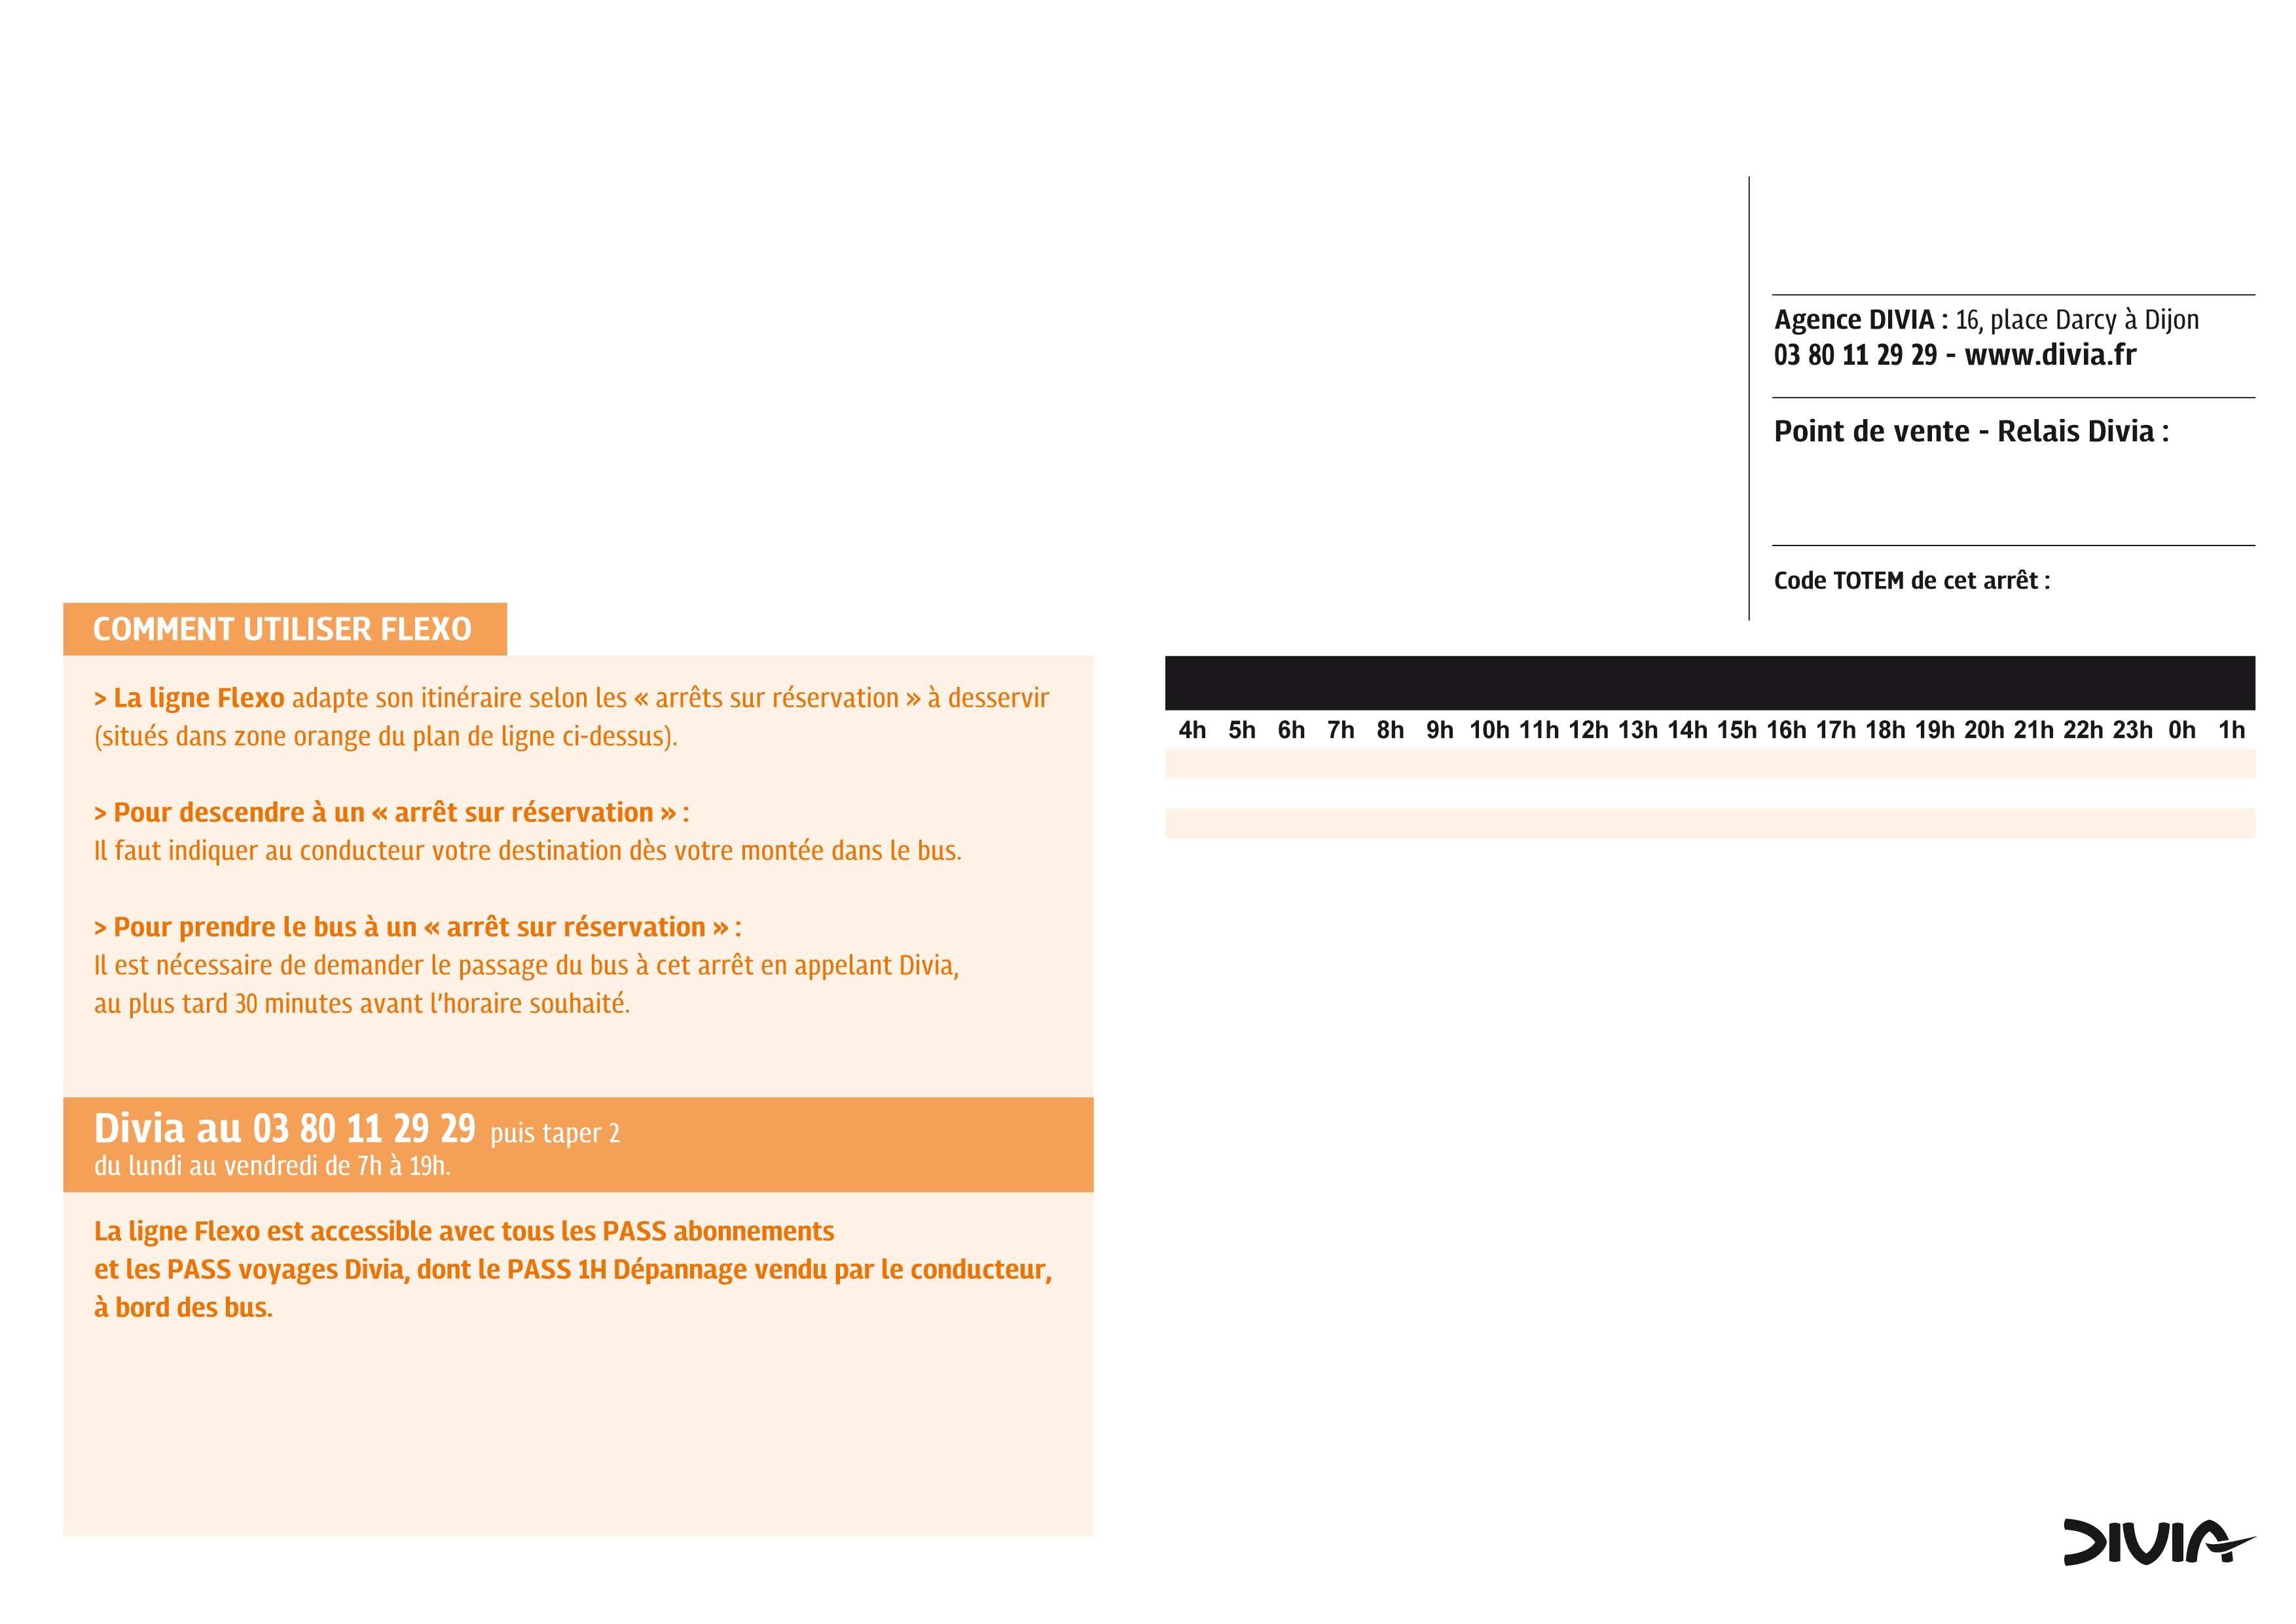 Agence DIVIA : 16, place Darcy à Dijon
03 80 11 29 29 - www.divia.fr
Point de vente - Relais Divia :
Code TOTEM de cet arrêt :
COMMENT UTILISER FLEXO
> La ligne Flexo adapte son itinéraire selon les « arrêts sur réservation » à desservir
(situés dans zone orange du plan de ligne ci-dessus).
> Pour descendre à un « arrêt sur réservation » :
Il faut indiquer au conducteur votre destination dès votre montée dans le bus.
> Pour prendre le bus à un « arrêt sur réservation » :
Il est nécessaire de demander le passage du bus à cet arrêt en appelant Divia,
au plus tard 30 minutes avant l'horaire souhaité.
Divia au 03 80 11 29 29 puis taper 2
du lundi au vendredi de 7h à 19h.
La ligne Flexo est accessible avec tous les PASS abonnements
et les PASS voyages Divia, dont le PASS 1H Dépannage vendu par le conducteur,
à bord des bus.
4h 5h 6h 7h 8h 9h 10h 11h 12h 13h 14h 15h 16h 17h 18h 19h 20h 21h 22h 23h 0h 1h
DIVIA